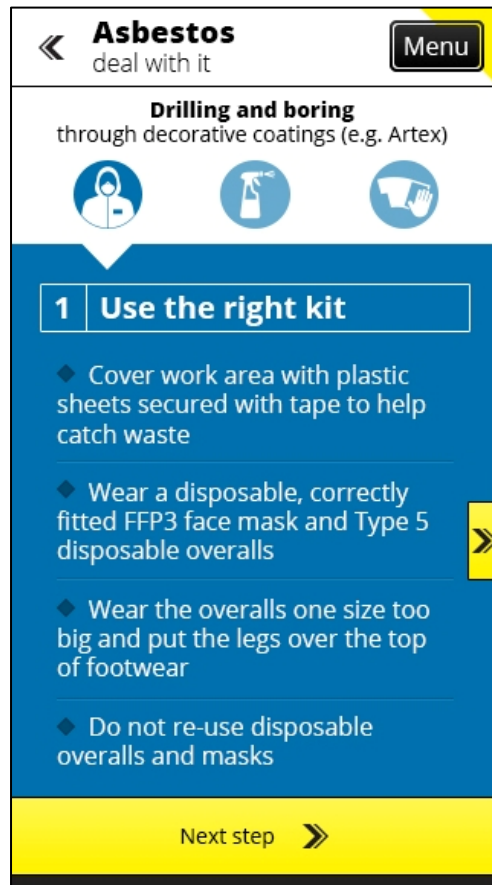 Asbestos
deal with it
Menu
Drilling and boring
through decorative coatings (e.g. Artex)
1 Use the right kit
Cover work area with plastic
sheets secured with tape to help
catch waste
Wear a disposable, correctly
fitted FFP3 face mask and Type 5
disposable overalls
Wear the overalls one size too
big and put the legs over the top
of footwear
Do not re-use disposable
overalls and masks
Next step